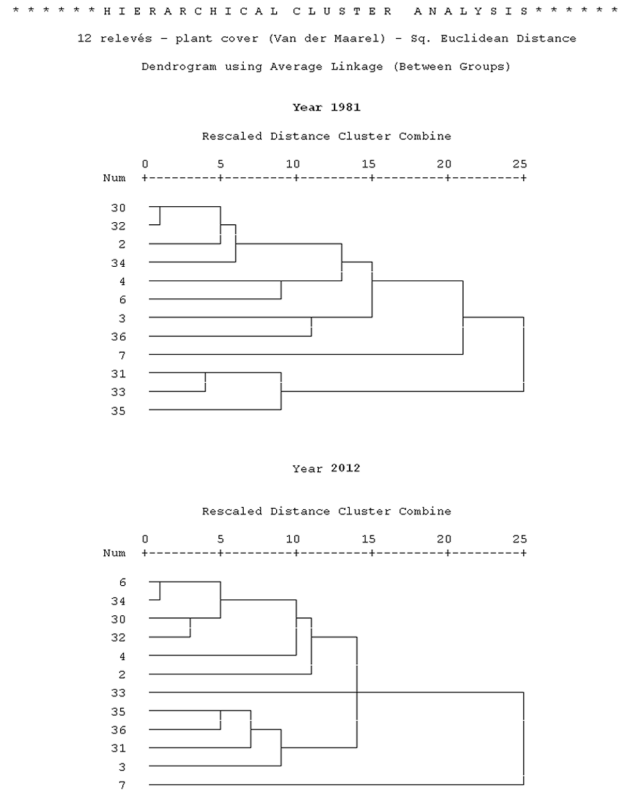 * * * * * * H I E R A R C H I C A L C L U S T E R A N A L Y S I S * * * * * *
12 relevés – plant cover (Van der Maarel) – Sq. Euclidean Distance
Dendrogram using Average Linkage (Between Groups)
Year 1981
Rescaled Distance Cluster Combine
0 5 10 15 20 25
Num +---------+---------+---------+---------+---------+
30
32
2
34
4
6
3
36
7
31
33
35
Year 2012
Rescaled Distance Cluster Combine
0 5 10 15 20 25
Num +---------+---------+---------+---------+---------+
6
34
30
32
4
2
33
35
36
31
3
7